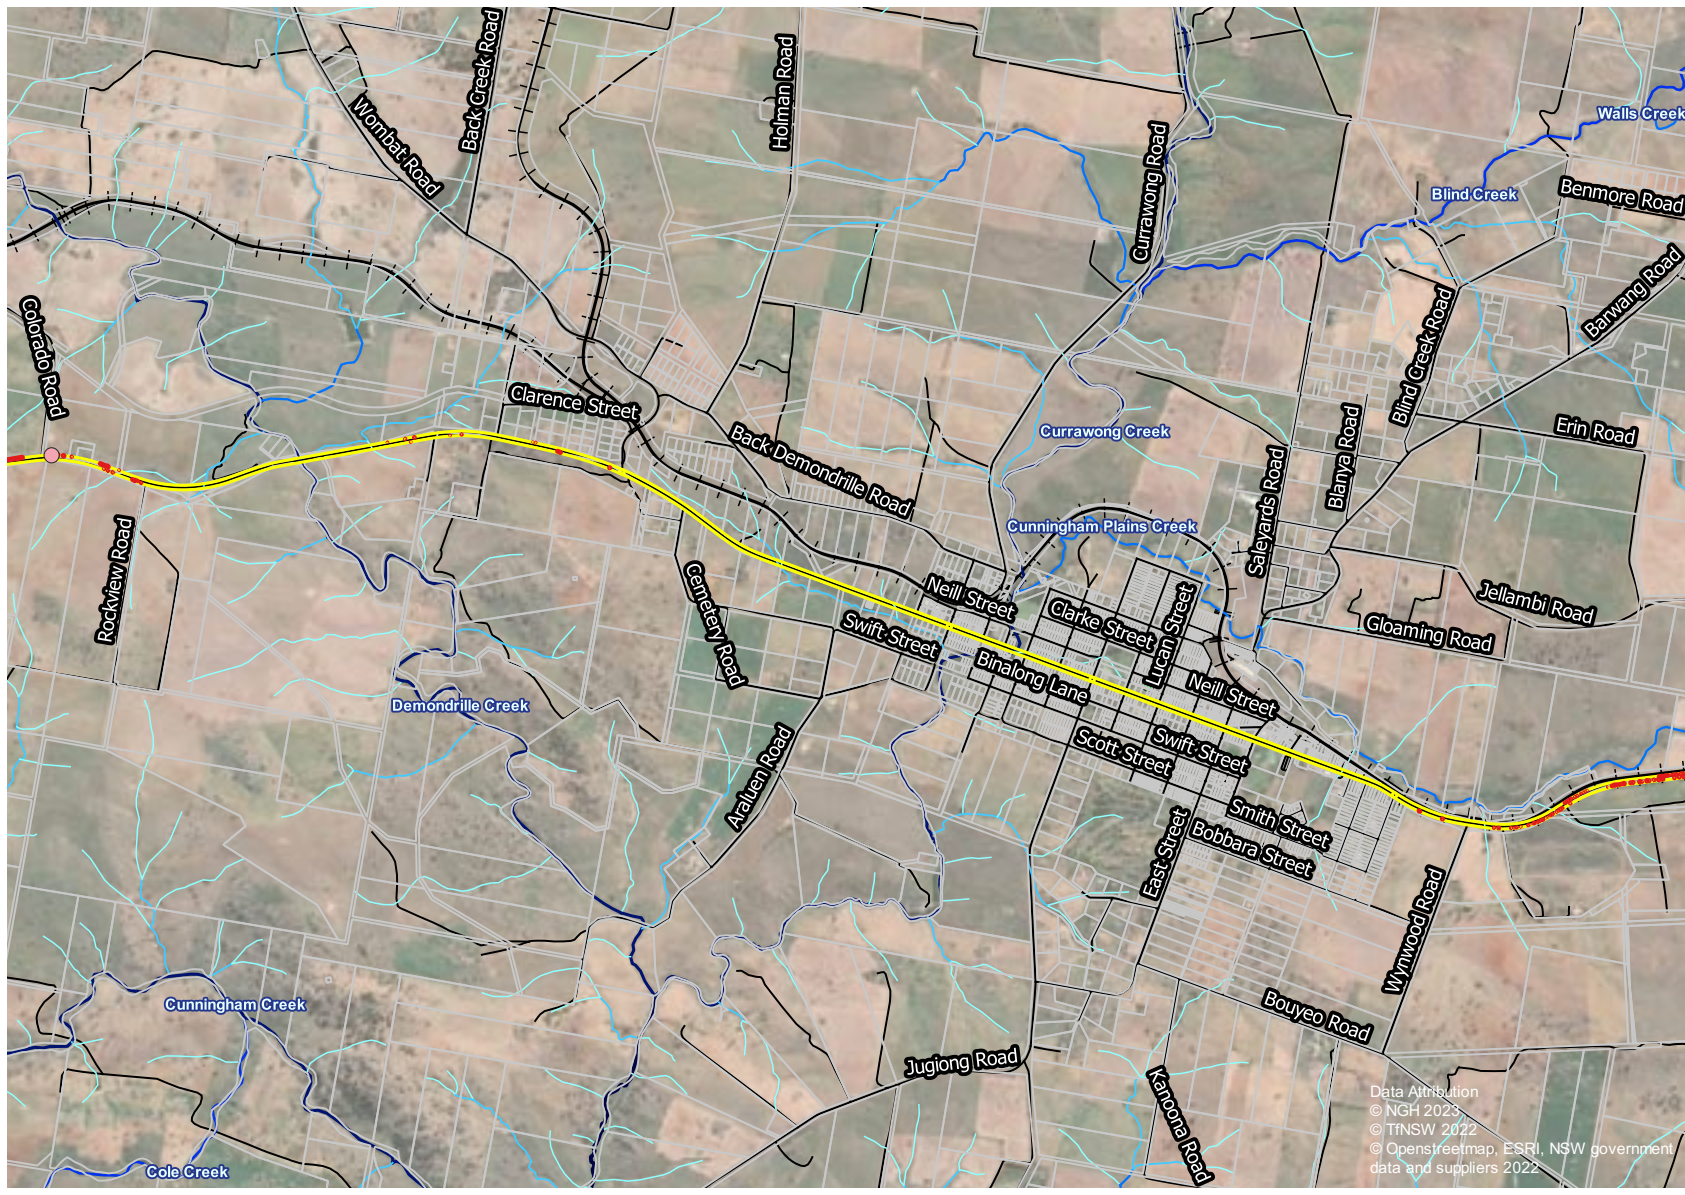 Back Creek Road
Holman Road
Wombat Road
Currawong Road
Walls Creek
Blind Creek
Benmore Road
Barwang Road
Colorado Road
Blind Creek Road
Clarence Street
Back Demondrille Road
Currawong Creek
Erin Road
Blanya Road
Saleyards Road
Cunningham Plains Creek
Rockview Road
Cemetery Road
Neill Street
Clarke Street
Lucan Street
Jellambi Road
Gloaming Road
Swift Street
Binalong Lane
Neill Street
Demondrille Creek
Araluen Road
Scott Street
Swift Street
Smith Street
Bobbara Street
East Street
Wynwood Road
Cunningham Creek
Bouyeo Road
Jugiong Road
Kanoona Road
Cole Creek
Data Attribution
© NGH 2023
© TfNSW 2022
© Openstreetmap, ESRI, NSW government
data and suppliers 2022